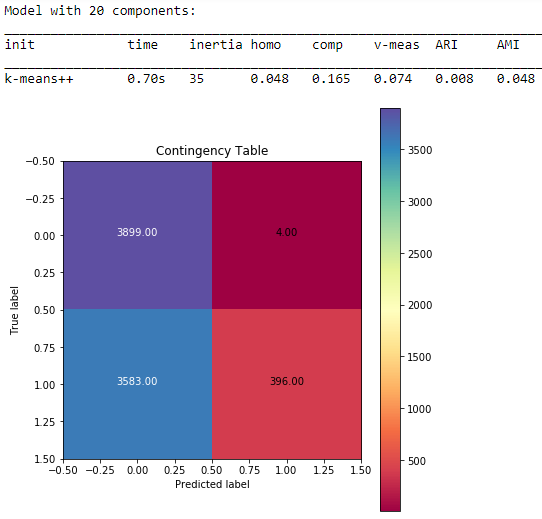 Model with 20 components:
init time inertia homo comp v-meas ARI AMI
k-means++ 0.70s 35 0.048 0.165 0.074 0.008 0.048
Contingency Table
−0.50
−0.25
0.00
0.25
0.50
0.75
1.00
1.25
1.50
True label
3899.00 4.00
3583.00 396.00
−0.50 −0.25 0.00 0.25 0.50 0.75 1.00 1.25 1.50
Predicted label
3500
3000
2500
2000
1500
1000
500